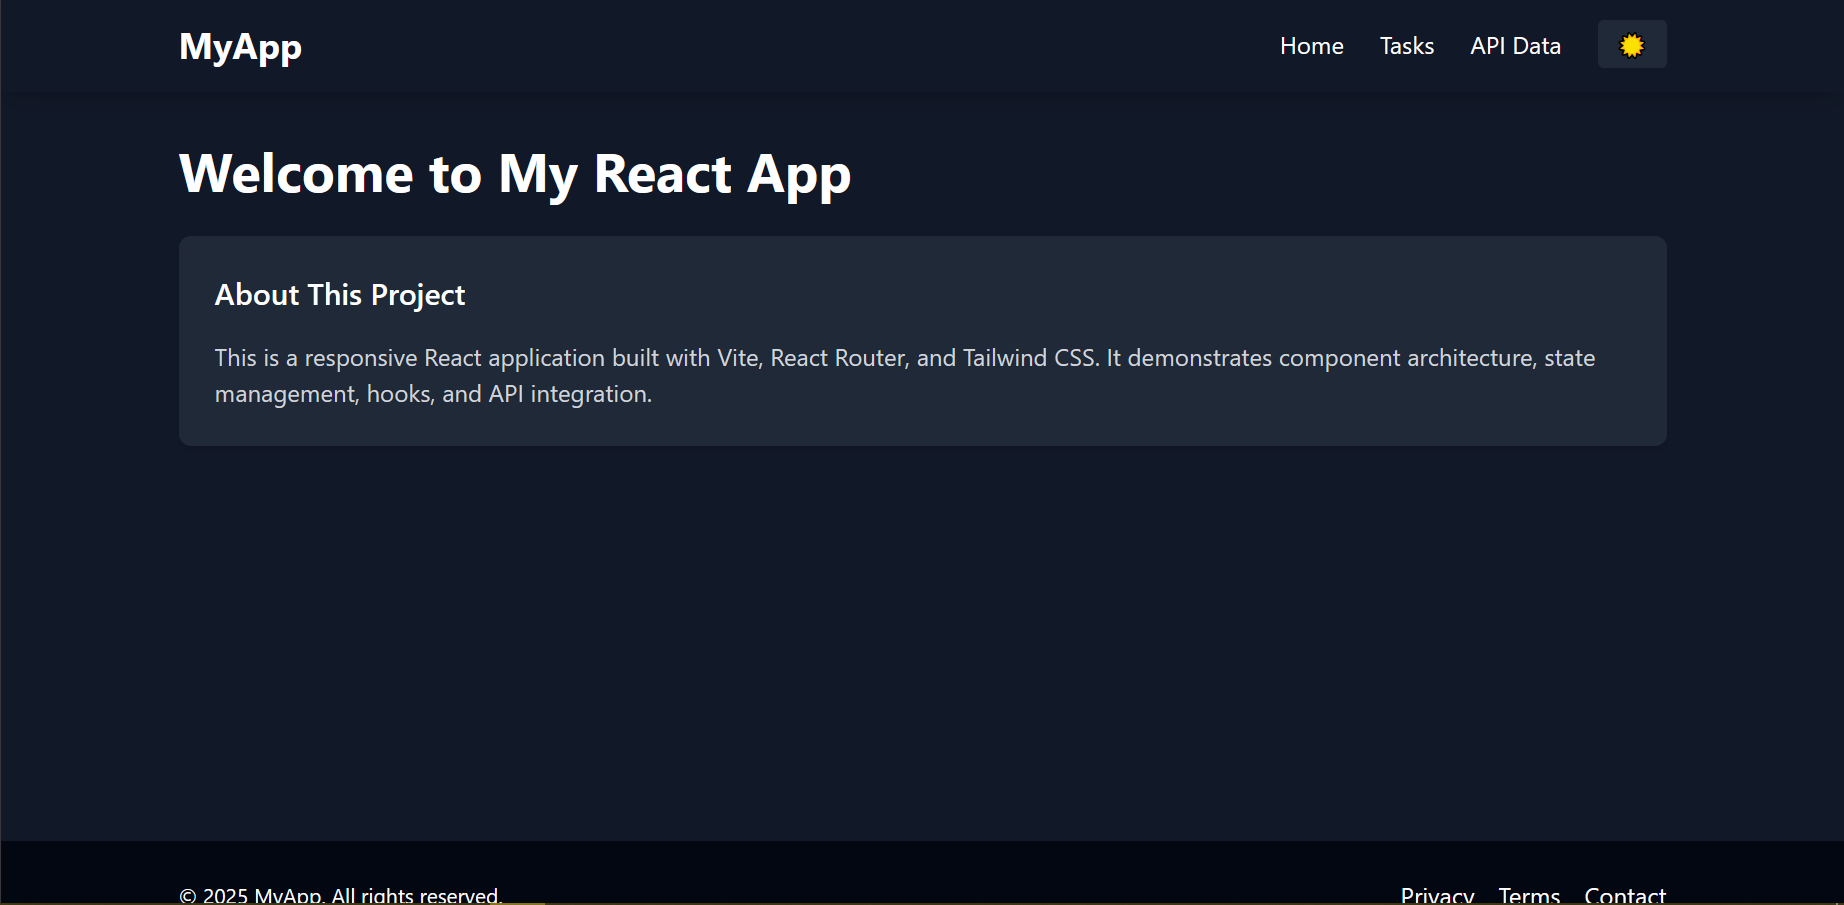 MyApp
Home Tasks API Data
Welcome to My React App
About This Project
This is a responsive React application built with Vite, React Router, and Tailwind CSS. It demonstrates component architecture, state
management, hooks, and API integration.
© 2025 MyApp. All rights reserved.
Privacy Terms Contact